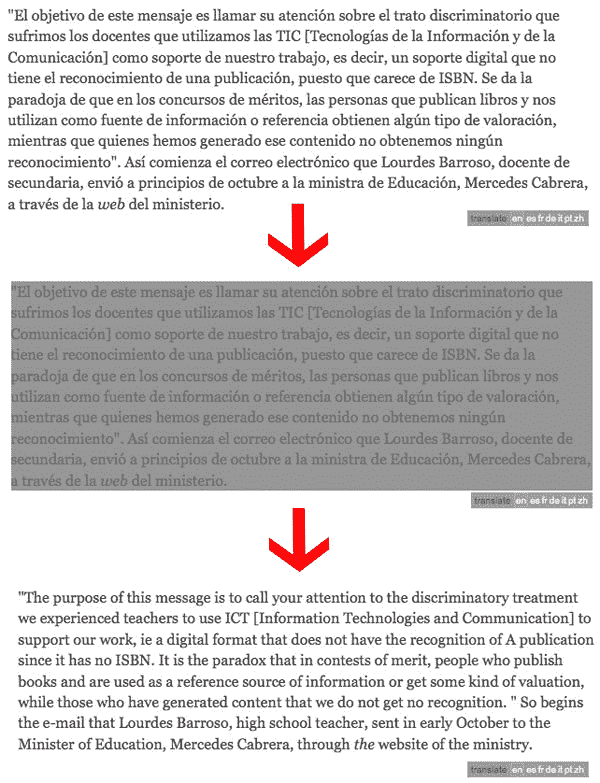 "El objetivo de este mensaje es llamar su atención sobre el trato discriminatorio que
sufrimos los docentes que utilizamos las TIC [Tecnologías de la Información y de la
Comunicación] como soporte de nuestro trabajo, es decir, un soporte digital que no
tiene el reconocimiento de una publicación, puesto que carece de ISBN. Se da la
paradoja de que en los concursos de méritos, las personas que publican libros y nos
utilizan como fuente de información o referencia obtienen algún tipo de valoración,
mientras que quienes hemos generado ese contenido no obtenemos ningún
reconocimiento". Así comienza el correo electrónico que Lourdes Barroso, docente de
secundaria, envió a principios de octubre a la ministra de Educación, Mercedes Cabrera,
a través de la web del ministerio.
translate en es fr de it pt zh
"El objetivo de este mensaje es llamar su atención sobre el trato discriminatorio que
sufrimos los docentes que utilizamos las TIC [Tecnologías de la Información y de la
Comunicación] como soporte de nuestro trabajo, es decir, un soporte digital que no
tiene el reconocimiento de una publicación, puesto que carece de ISBN. Se da la
paradoja de que en los concursos de méritos, las personas que publican libros y nos
utilizan como fuente de información o referencia obtienen algún tipo de valoración,
mientras que quienes hemos generado ese contenido no obtenemos ningún
reconocimiento". Así comienza el correo electrónico que Lourdes Barroso, docente de
secundaria, envió a principios de octubre a la ministra de Educación, Mercedes Cabrera,
a través de la web del ministerio.
translate en es fr de it pt zh
"The purpose of this message is to call your attention to the discriminatory treatment
we experienced teachers to use ICT [Information Technologies and Communication] to
support our work, ie a digital format that does not have the recognition of A publication
since it has no ISBN. It is the paradox that in contests of merit, people who publish
books and are used as a reference source of information or get some kind of valuation,
while those who have generated content that we do not get no recognition. " So begins
the e-mail that Lourdes Barroso, high school teacher, sent in early October to the
Minister of Education, Mercedes Cabrera, through the website of the ministry.
translate en es fr de it pt zh